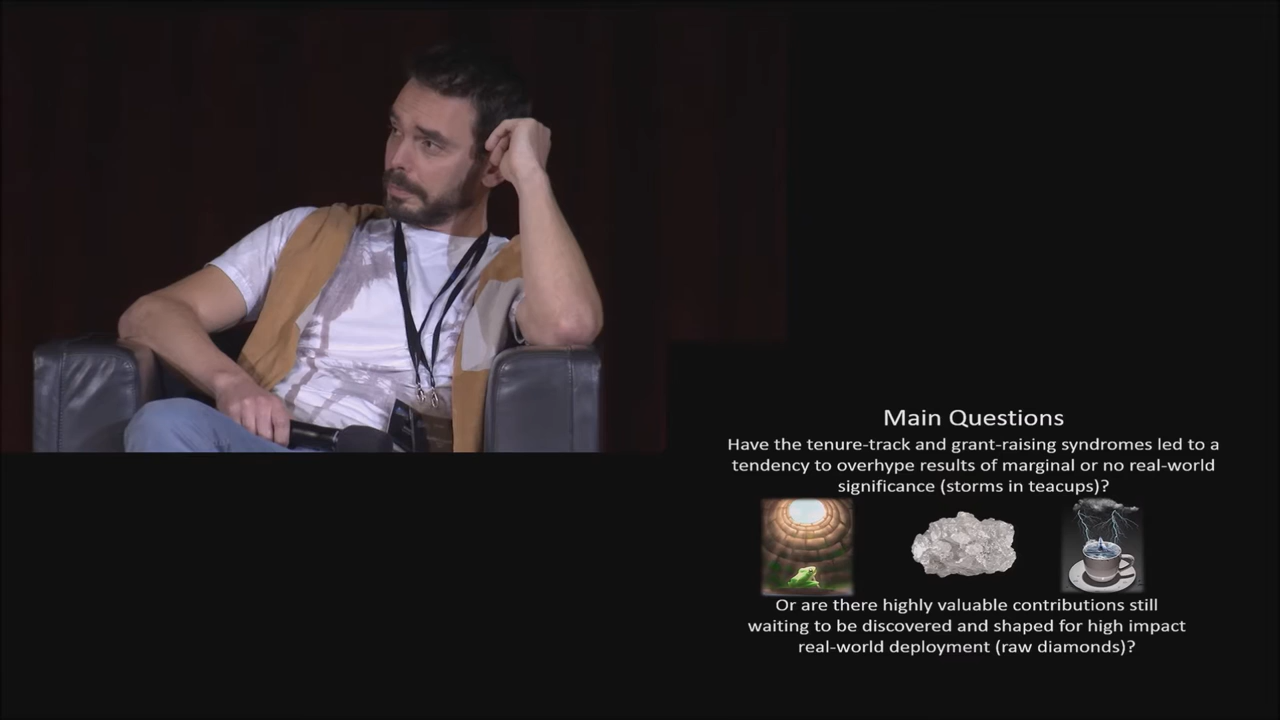 Main Questions
Have the tenure-track and grant-raising syndromes led to a
tendency to overhype results of marginal or no real-world
significance (storms in teacups)?
Or are there highly valuable contributions still
waiting to be discovered and shaped for high impact
real-world deployment (raw diamonds)?